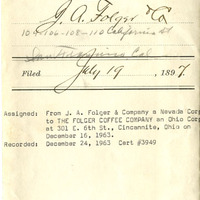 J. A. Folger & Co
104-106-108-110 California St
San Francisco Cal
Filed July 19, 1897.
Assigned: From J. A. Folger & Company a Nevada Corp
to THE FOLGER COFFEE COMPANY an Ohio Corp
at 301 E. 6th St., Cincannite, Ohio on
December 16, 1963.
Recorded: December 24, 1963 Cert #3949